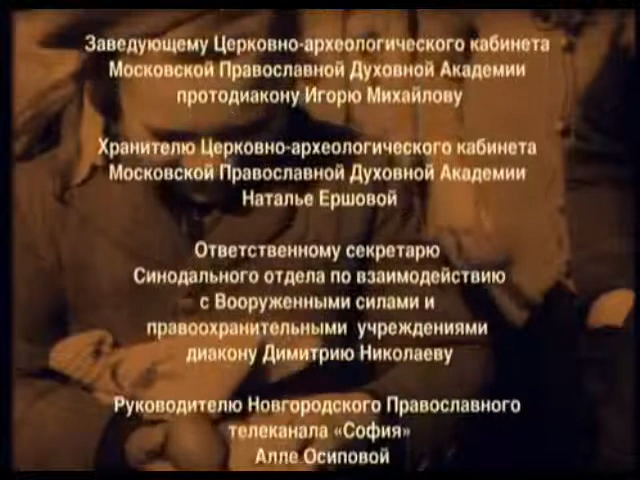 Заведующему Церковно-археологического кабинета
Московской Православной Духовной Академии
протодиакону Игорю Михайлову
Хранителю Церковно-археологического кабинета
Московской Православной Духовной Академии
Наталье Ершовой
Ответственному секретарю
Синодального отдела по взаимодействию
с Вооруженными силами и
правоохранительными учреждениями
диакону Димитрию Николаеву
Руководителю Новгородского Православного
телеканала «София»
Алле Осиповой